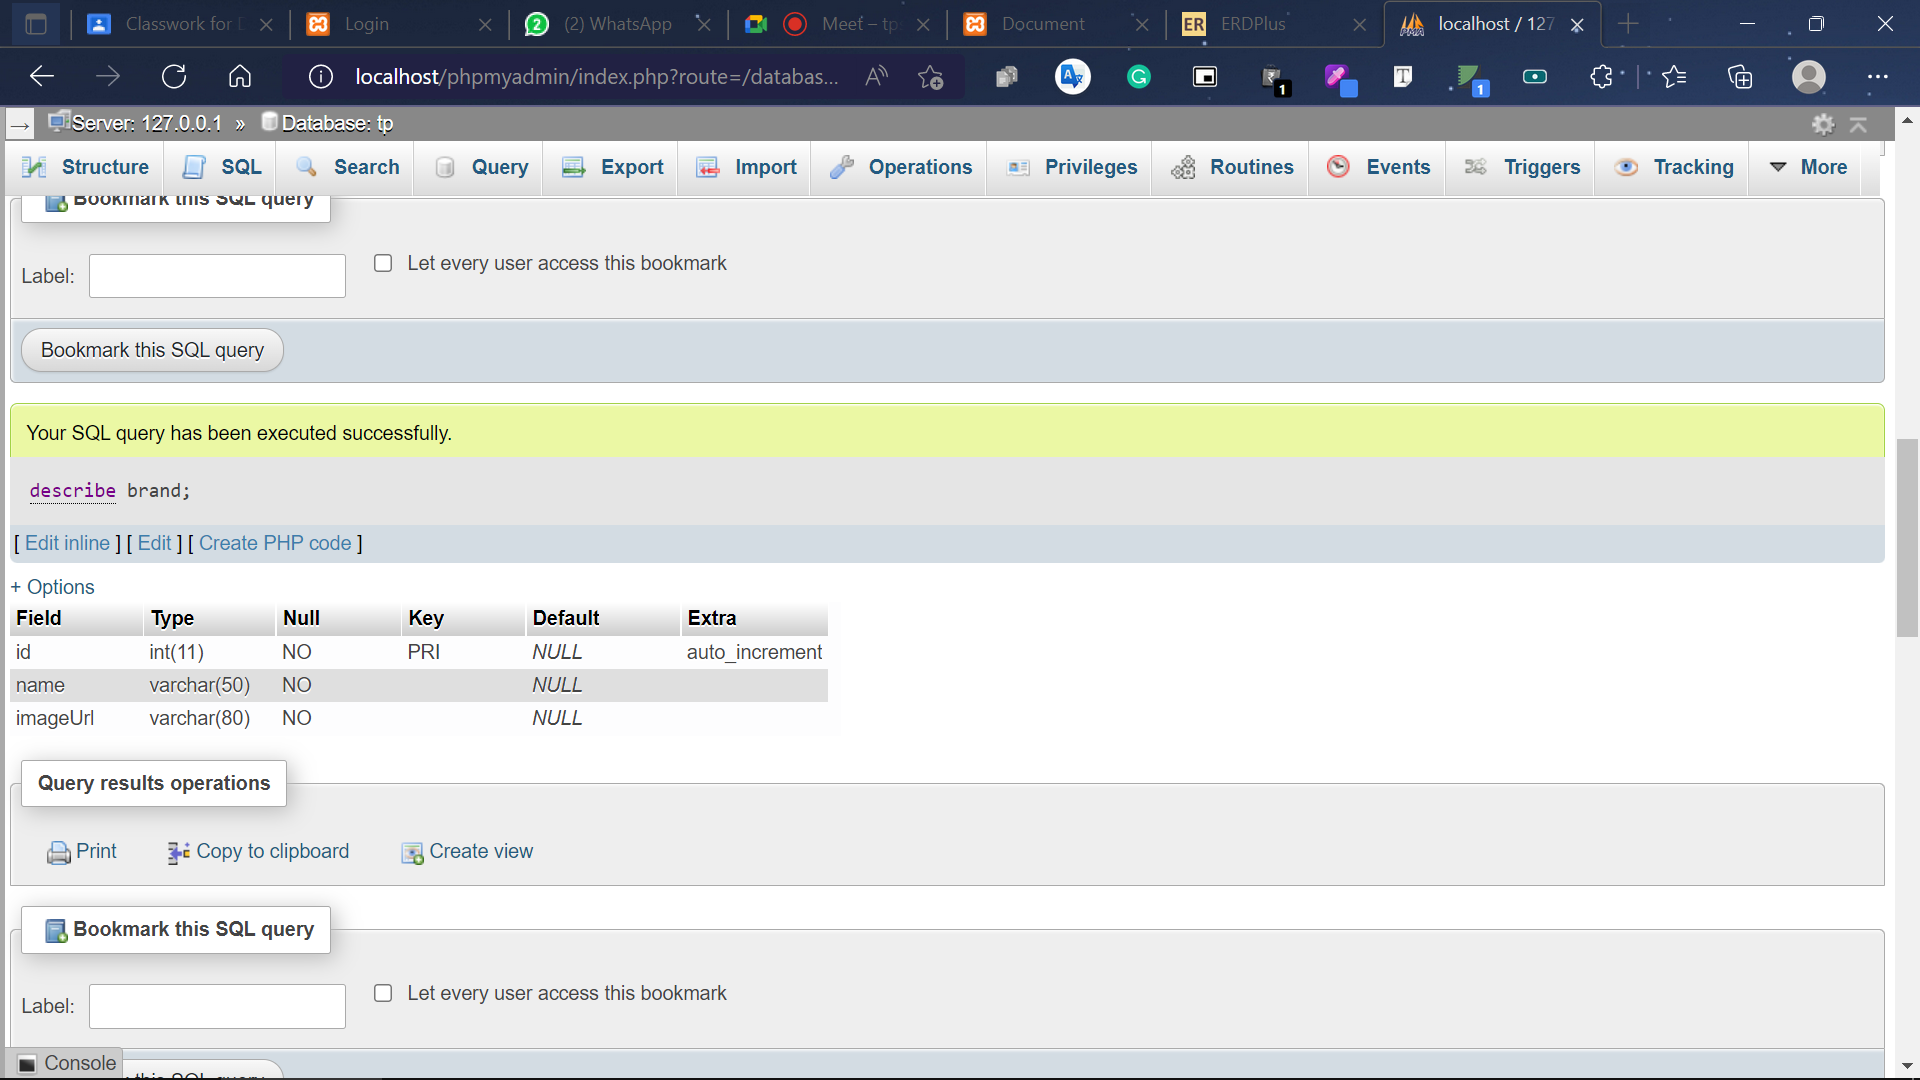 Classwork for
Login
(2) WhatsApp
Meet – tp
Document
ERDPlus
localhost / 127
localhost/phpmyadmin/index.php?route=/databas...
1
1
Server: 127.0.0.1 » Database: tp
Structure SQL Search Query Export Import Operations Privileges Routines Events Triggers Tracking More
Bookmark this SQL query
Label:
Let every user access this bookmark
Bookmark this SQL query
Your SQL query has been executed successfully.
describe brand;
[ Edit inline ] [ Edit ] [ Create PHP code ]
+ Options
Field Type Null Key Default Extra
id int(11) NO PRI NULL auto_increment
name varchar(50) NO NULL
imageUrl varchar(80) NO NULL
Query results operations
Print Copy to clipboard Create view
Bookmark this SQL query
Label:
Let every user access this bookmark
Console
this SQL query